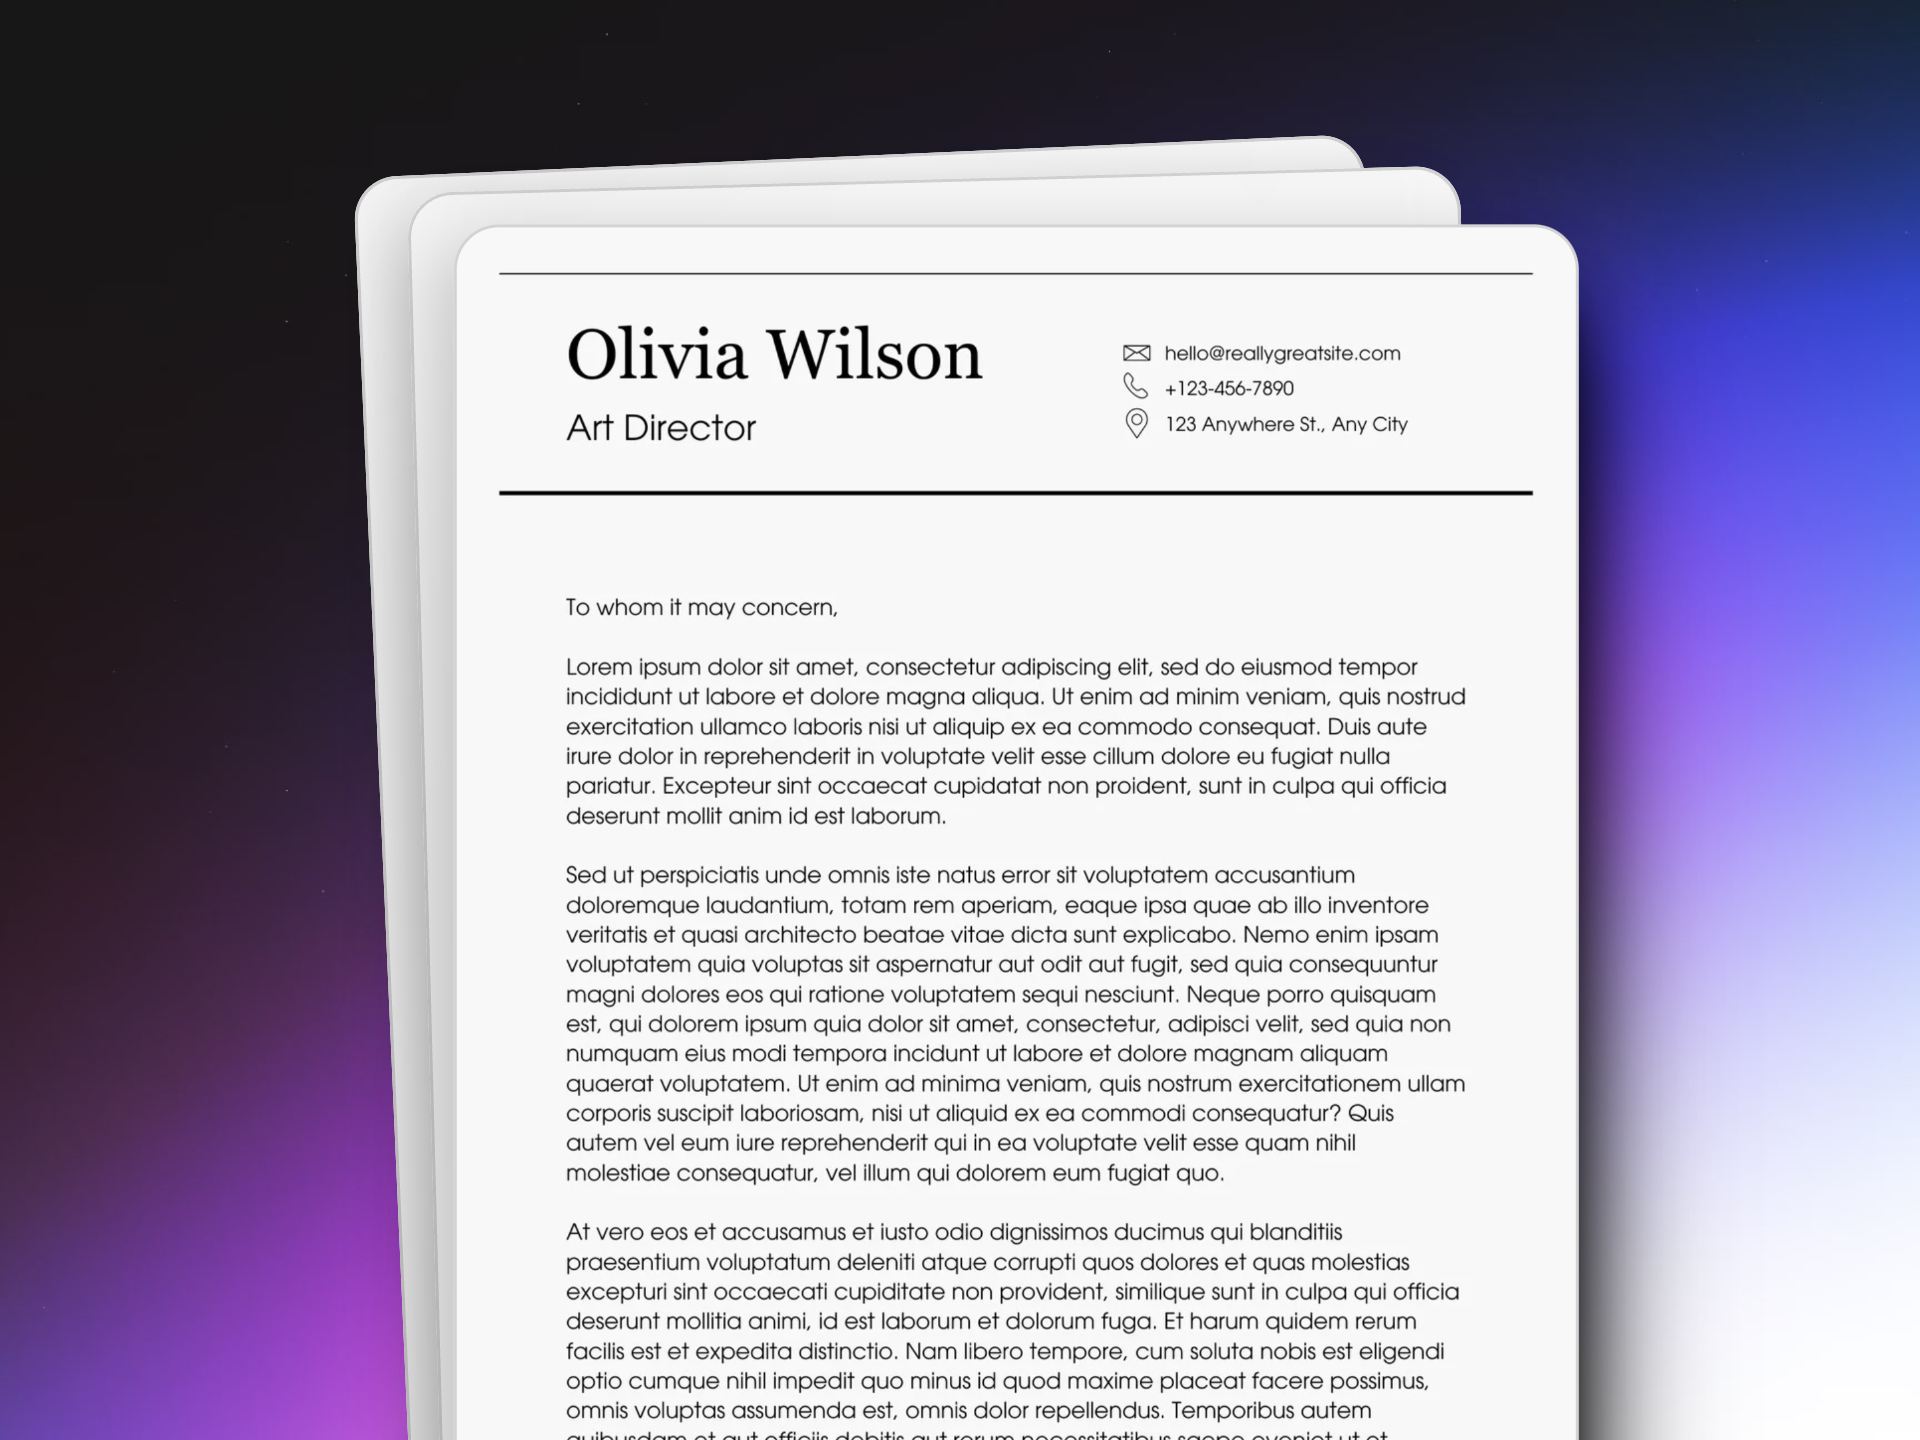 Olivia Wilson
Art Director
hello@reallygreatsite.com
+123-456-7890
123 Anywhere St., Any City
To whom it may concern,
Lorem ipsum dolor sit amet, consectetur adipiscing elit, sed do eiusmod tempor
incididunt ut labore et dolore magna aliqua. Ut enim ad minim veniam, quis nostrud
exercitation ullamco laboris nisi ut aliquip ex ea commodo consequat. Duis aute
irure dolor in reprehenderit in voluptate velit esse cillum dolore eu fugiat nulla
pariatur. Excepteur sint occaecat cupidatat non proident, sunt in culpa qui officia
deserunt mollit anim id est laborum.
Sed ut perspiciatis unde omnis iste natus error sit voluptatem accusantium
doloremque laudantium, totam rem aperiam, eaque ipsa quae ab illo inventore
veritatis et quasi architecto beatae vitae dicta sunt explicabo. Nemo enim ipsam
voluptatem quia voluptas sit aspernatur aut odit aut fugit, sed quia consequuntur
magni dolores eos qui ratione voluptatem sequi nesciunt. Neque porro quisquam
est, qui dolorem ipsum quia dolor sit amet, consectetur, adipisci velit, sed quia non
numquam eius modi tempora incidunt ut labore et dolore magnam aliquam
quaerat voluptatem. Ut enim ad minima veniam, quis nostrum exercitationem ullam
corporis suscipit laboriosam, nisi ut aliquid ex ea commodi consequatur? Quis
autem vel eum iure reprehenderit qui in ea voluptate velit esse quam nihil
molestiae consequatur, vel illum qui dolorem eum fugiat quo.
At vero eos et accusamus et iusto odio dignissimos ducimus qui blanditiis
praesentium voluptatum deleniti atque corrupti quos dolores et quas molestias
excepturi sint occaecati cupiditate non provident, similique sunt in culpa qui officia
deserunt mollitia animi, id est laborum et dolorum fuga. Et harum quidem rerum
facilis est et expedita distinctio. Nam libero tempore, cum soluta nobis est eligendi
optio cumque nihil impedit quo minus id quod maxime placeat facere possimus,
omnis voluptas assumenda est, omnis dolor repellendus. Temporibus autem